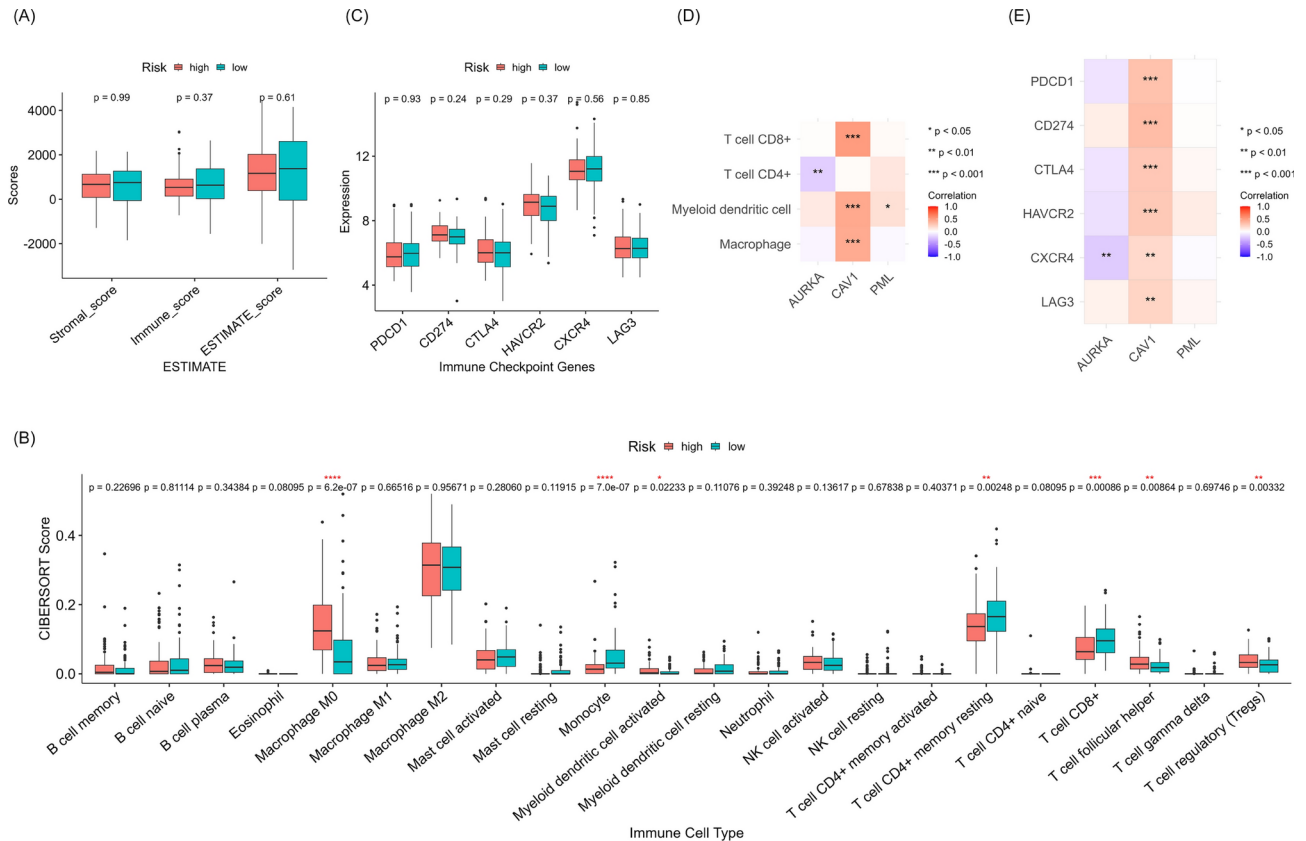 (A)
Risk high low
p = 0.99 p = 0.37 p = 0.61
4000
2000
0
-2000
Scores
Stromal_score
Immune_score
ESTIMATE_score
ESTIMATE
(C)
Risk high low
p = 0.93 p = 0.24 p = 0.29 p = 0.37 p = 0.56 p = 0.85
12
8
4
Expression
PDCD1
CD274
CTLA4
HAVCR2
CXCR4
LAG3
Immune Checkpoint Genes
(D)
T cell CD8+ ***
T cell CD4+ **
Myeloid dendritic cell *** *
Macrophage ***
AURKA
CAV1
PML
* p < 0.05
** p < 0.01
*** p < 0.001
Correlation
1.0
0.5
0.0
-0.5
-1.0
(E)
PDCD1 ***
CD274 ***
CTLA4 ***
HAVCR2 ***
CXCR4 ** **
LAG3 **
AURKA
CAV1
PML
* p < 0.05
** p < 0.01
*** p < 0.001
Correlation
1.0
0.5
0.0
-0.5
-1.0
(B)
Risk high low
**** **** * ** *** ** **
p = 0.22696 p = 0.81114 p = 0.34384 p = 0.08095 p = 6.2e-07 p = 0.66516 p = 0.95671 p = 0.28060 p = 0.11915 p = 7.0e-07 p = 0.02233 p = 0.11076 p = 0.39248 p = 0.13617 p = 0.67838 p = 0.40371 p = 0.00248 p = 0.08095 p = 0.00086 p = 0.00864 p = 0.69746 p = 0.00332
0.4
0.2
0.0
CIBERSORT Score
B cell memory
B cell naive
B cell plasma
Eosinophil
Macrophage M0
Macrophage M1
Macrophage M2
Mast cell activated
Mast cell resting
Monocyte
Myeloid dendritic cell activated
Myeloid dendritic cell resting
Neutrophil
NK cell activated
NK cell resting
T cell CD4+ memory activated
T cell CD4+ memory resting
T cell CD4+ naive
T cell CD8+
T cell follicular helper
T cell gamma delta
T cell regulatory (Tregs)
Immune Cell Type